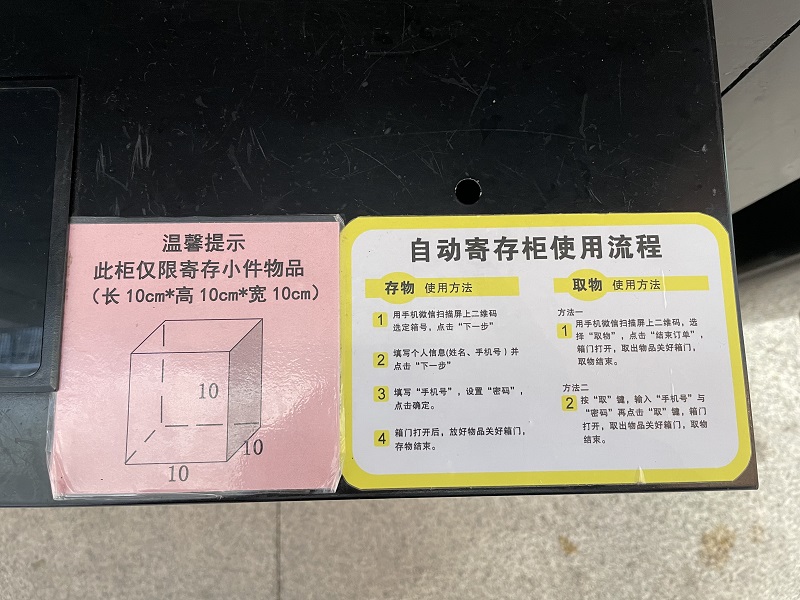 温馨提示
此柜仅限寄存小件物品
（长 10cm*高 10cm*宽 10cm）
10
10
10
自动寄存柜使用流程
存物 使用方法
1 用手机微信扫描屏上二维码
选定箱号，点击“下一步”
2 填写个人信息(姓名、手机号）并
点击“下一步”
3 填写“手机号”，设置“密码”，
点击确定。
4 箱门打开后，放好物品关好箱门，
存物结束。
取物 使用方法
方法一
1 用手机微信扫描屏上二维码，选
择“取物”，点击“结束订单”，
箱门打开，取出物品关好箱门，
取物结束。
方法二
2 按“取”键，输入“手机号”与
“密码”再点击“取”键，箱门
打开，取出物品关好箱门，取物
结束。